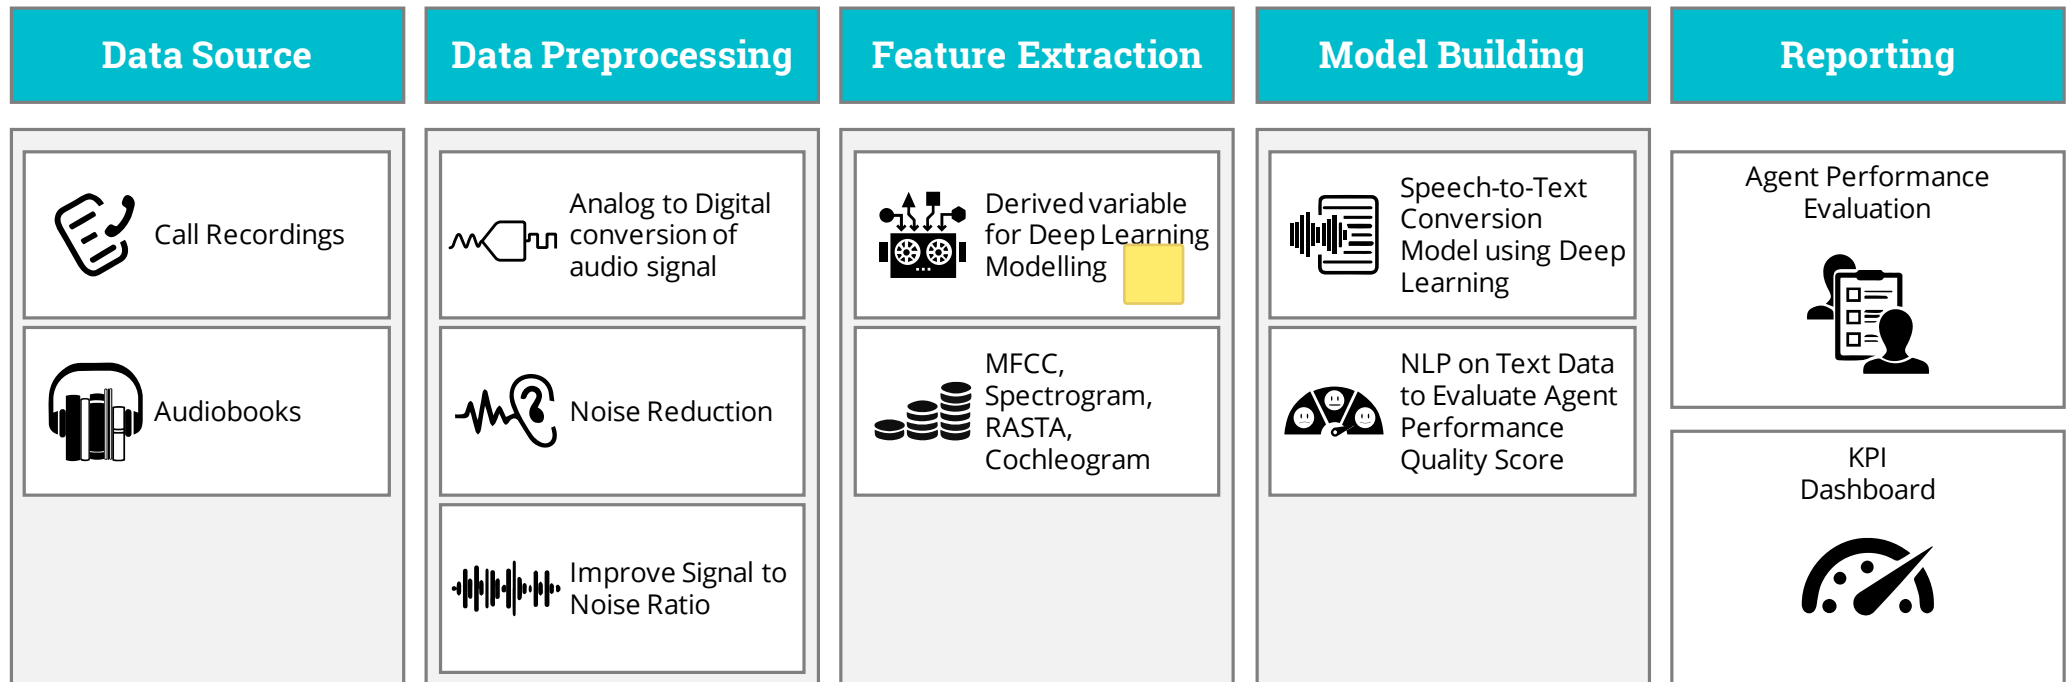 Data Source
Data Preprocessing
Feature Extraction
Model Building
Reporting
Call Recordings
Audiobooks
Analog to Digital
conversion of
audio signal
Noise Reduction
Improve Signal to
Noise Ratio
Derived variable
for Deep Learning
Modelling
MFCC,
Spectrogram,
RASTA,
Cochleogram
Speech-to-Text
Conversion
Model using Deep
Learning
NLP on Text Data
to Evaluate Agent
Performance
Quality Score
Agent Performance
Evaluation
KPI
Dashboard